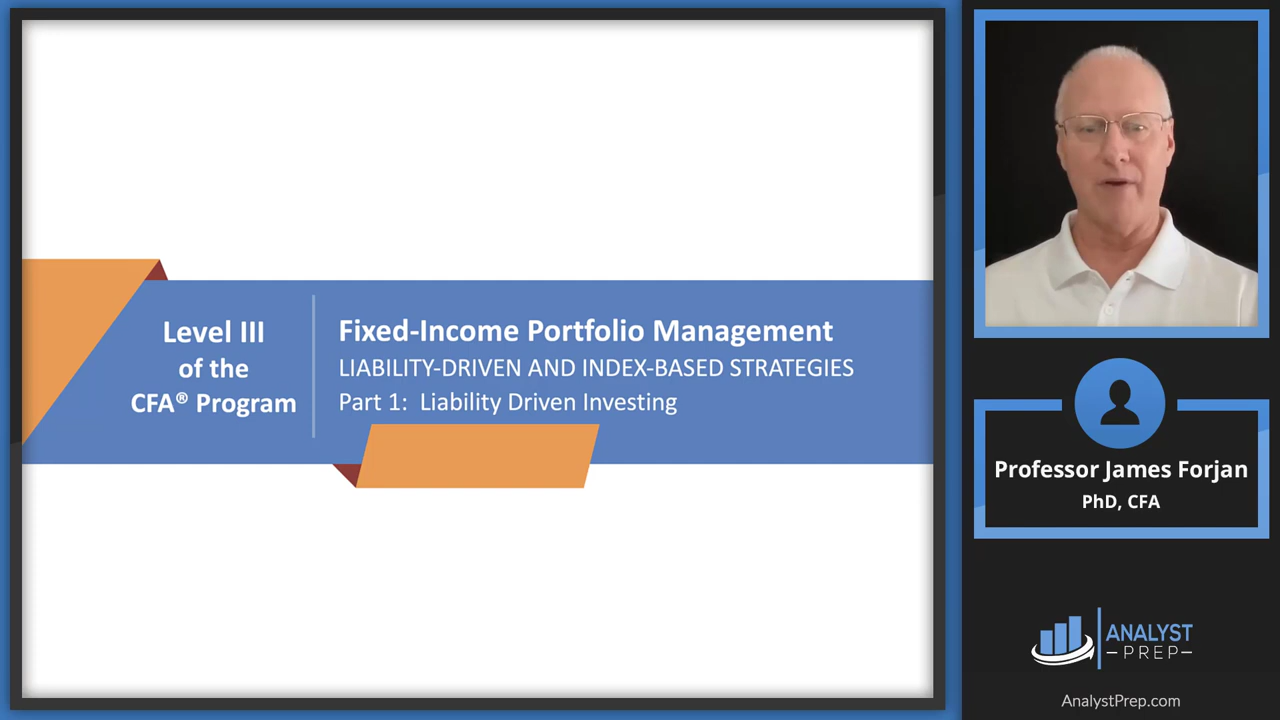 Level III
of the
CFA® Program
Fixed-Income Portfolio Management
LIABILITY-DRIVEN AND INDEX-BASED STRATEGIES
Part 1: Liability Driven Investing
Professor James Forjan
PhD, CFA
ANALYST
PREP
AnalystPrep.com